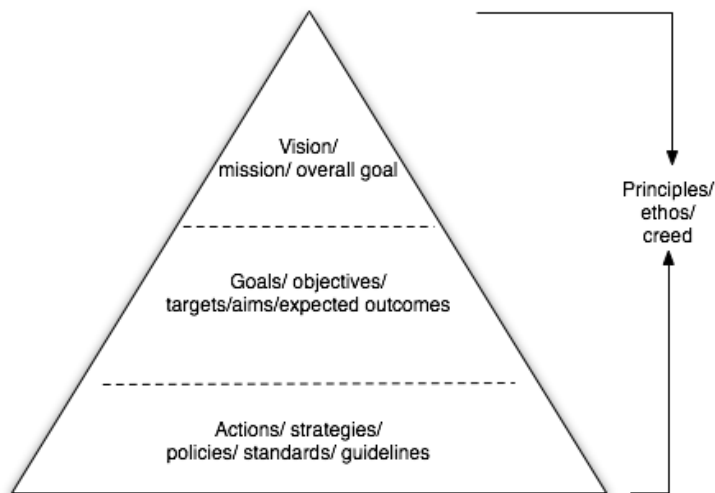 Vision/
mission/ overall goal
Principles/
ethos/
creed
Goals/ objectives/
targets/aims/expected outcomes
Actions/ strategies/
policies/ standards/ guidelines